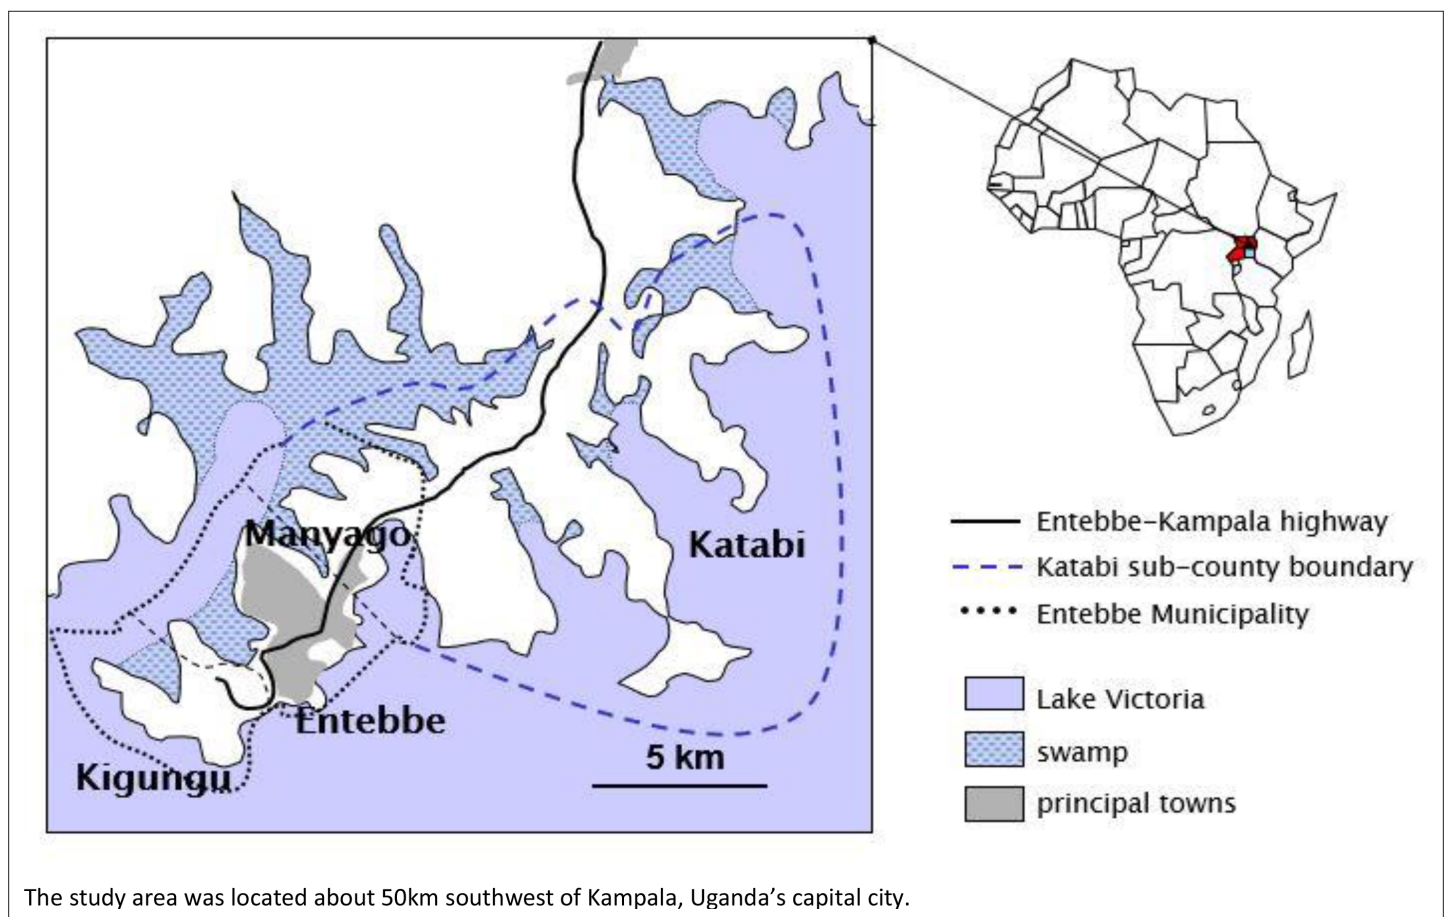 Manyago
Katabi
Entebbe
Kigungu
5 km
Entebbe-Kampala highway
Katabi sub-county boundary
Entebbe Municipality
Lake Victoria
swamp
principal towns
The study area was located about 50km southwest of Kampala, Uganda’s capital city.